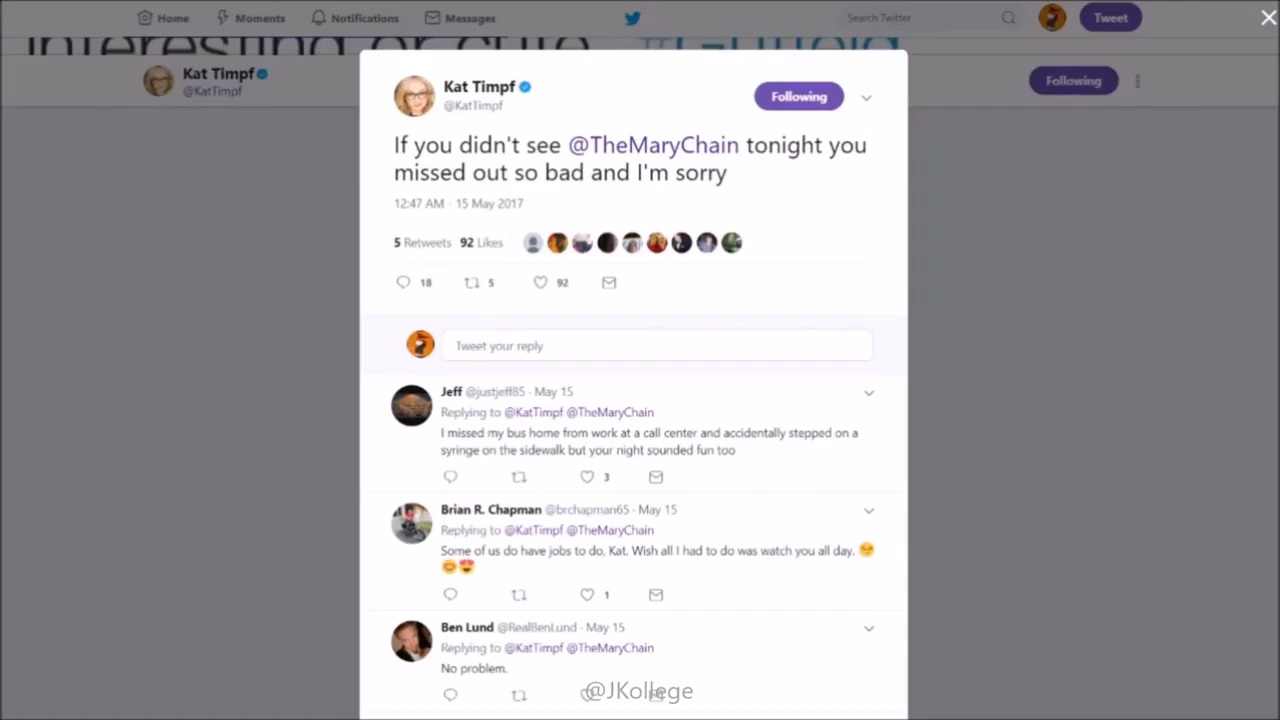 Home Moments Notifications Messages Search Twitter Tweet
Kat Timpf
@KatTimpf
Following
Kat Timpf
@KatTimpf
Following
If you didn't see @TheMaryChain tonight you
missed out so bad and I'm sorry
12:47 AM · 15 May 2017
5 Retweets 92 Likes
18 5 92
Tweet your reply
Jeff @justjeff85 · May 15
Replying to @KatTimpf @TheMaryChain
I missed my bus home from work at a call center and accidentally stepped on a
syringe on the sidewalk but your night sounded fun too
3
Brian R. Chapman @brchapman65 · May 15
Replying to @KatTimpf @TheMaryChain
Some of us do have jobs to do, Kat. Wish all I had to do was watch you all day. 😊
😊😍
1
Ben Lund @RealBenLund · May 15
Replying to @KatTimpf @TheMaryChain
No problem.
@JKollege